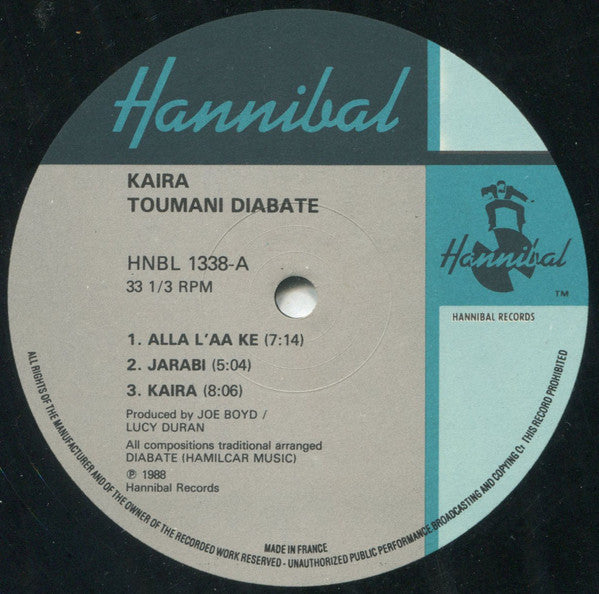 Hannibal
KAIRA
TOUMANI DIABATE
HNBL 1338-A
33 1/3 RPM
Hannibal
TM
HANNIBAL RECORDS
1. ALLA L'AA KE (7:14)
2. JARABI (5:04)
3. KAIRA (8:06)
Produced by JOE BOYD /
LUCY DURAN
All compositions traditional arranged
DIABATE (HAMILCAR MUSIC)
℗ 1988
Hannibal Records
MADE IN FRANCE
ALL RIGHTS OF THE MANUFACTURER AND OF THE OWNER OF THE RECORDED WORK RESERVED - UNAUTHORIZED PUBLIC PERFORMANCE BROADCASTING AND COPYING OF THIS RECORD PROHIBITED